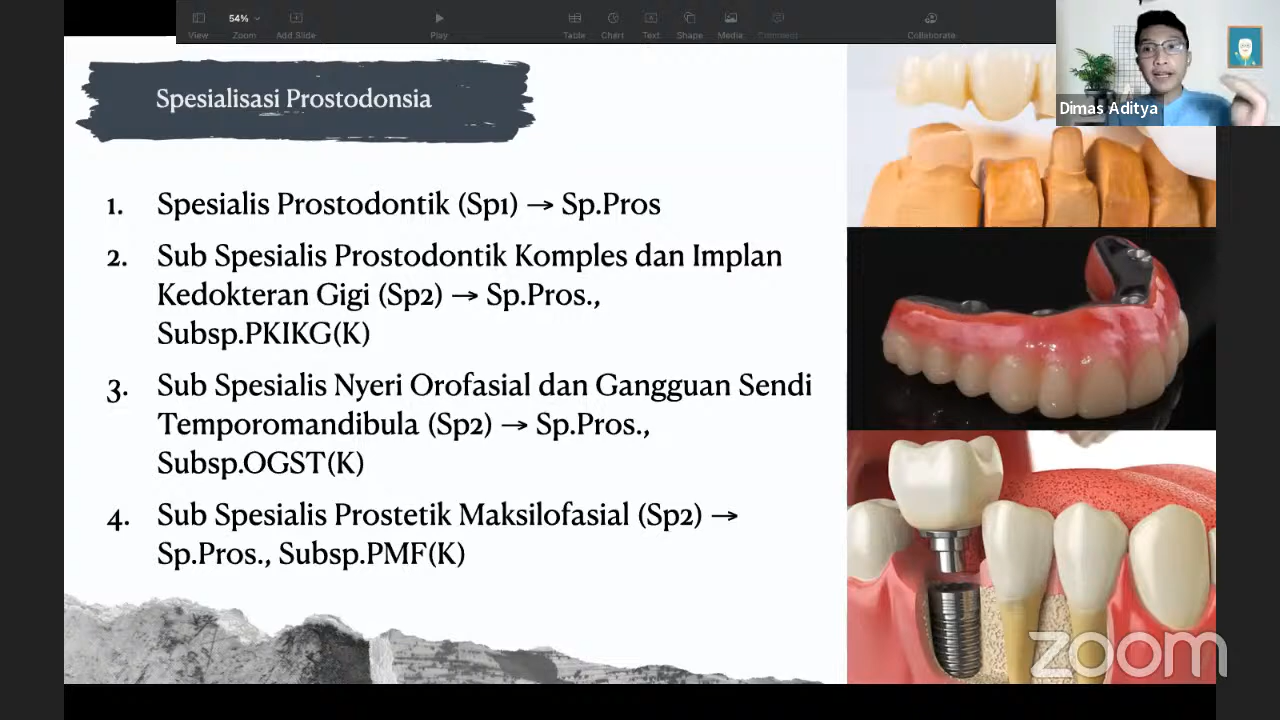 54%
View
Zoom
Add Slide
Play
Table
Chart
Text
Shape
Media
Comment
Collaborate
Dimas Aditya
Spesialisasi Prostodonsia
1. Spesialis Prostodontik (Sp1) → Sp.Pros
2. Sub Spesialis Prostodontik Komples dan Implan
Kedokteran Gigi (Sp2) → Sp.Pros.,
Subsp.PKIKG(K)
3. Sub Spesialis Nyeri Orofasial dan Gangguan Sendi
Temporomandibula (Sp2) → Sp.Pros.,
Subsp.OGST(K)
4. Sub Spesialis Prostetik Maksilofasial (Sp2) →
Sp.Pros., Subsp.PMF(K)
zoom